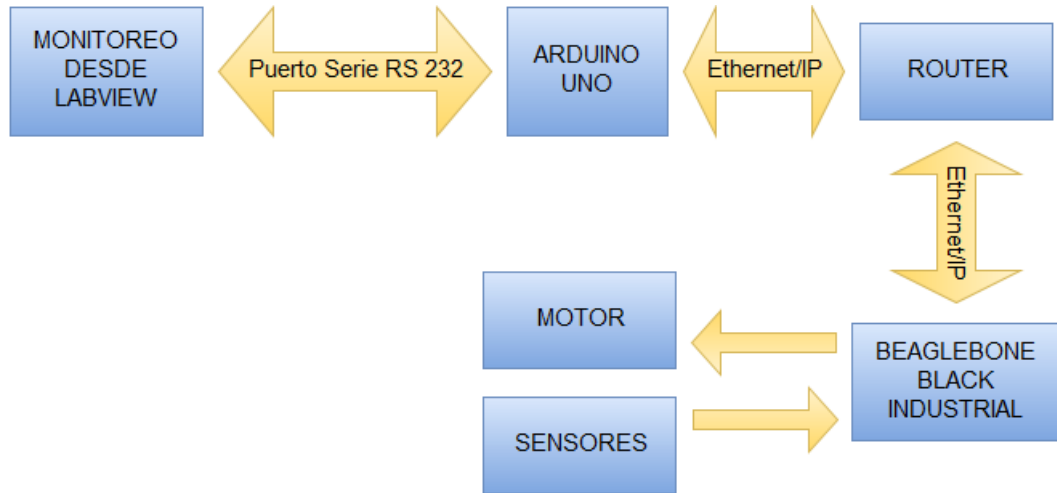 MONITOREO
DESDE
LABVIEW
Puerto Serie RS 232
ARDUINO
UNO
Ethernet/IP
ROUTER
Ethernet/IP
MOTOR
BEAGLEBONE
BLACK
INDUSTRIAL
SENSORES